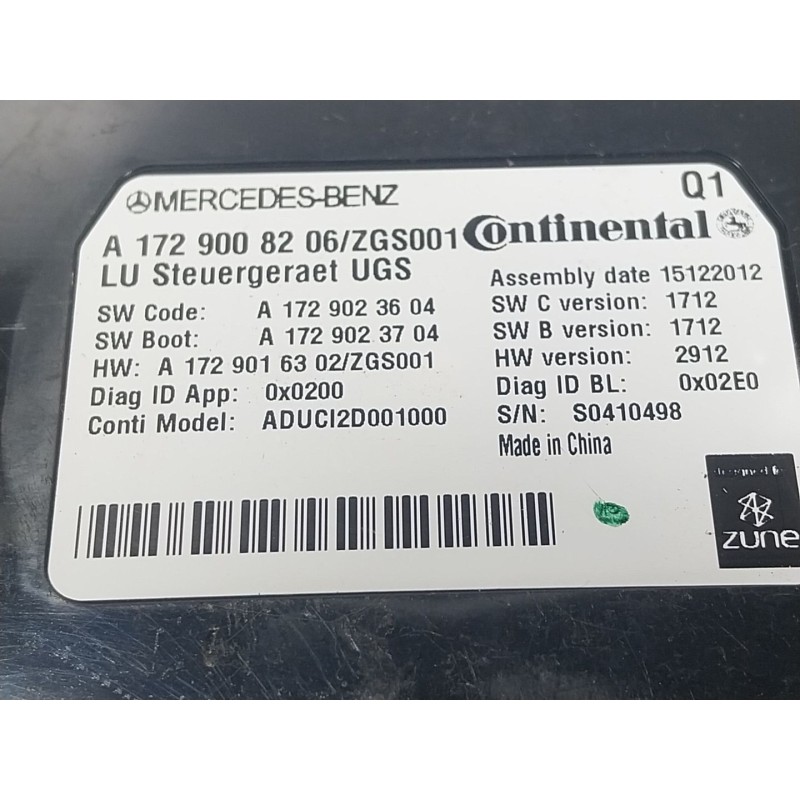 MERCEDES-BENZ
Q1
A 172 900 82 06/ZGS001
Continental
LU Steuergeraet UGS
Assembly date 15122012
SW Code: A 172 902 36 04
SW C version: 1712
SW Boot: A 172 902 37 04
SW B version: 1712
HW: A 172 901 63 02/ZGS001
HW version: 2912
Diag ID App: 0x0200
Diag ID BL: 0x02E0
Conti Model: ADUCI2D001000
S/N: S0410498
Made in China
designed for
zune